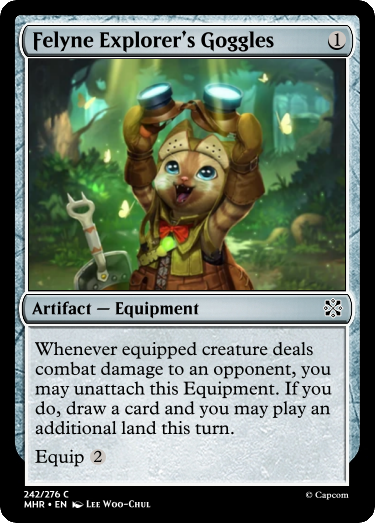 Felyne Explorer's Goggles 1
Artifact — Equipment
Whenever equipped creature deals
combat damage to an opponent, you
may unattach this Equipment. If you
do, draw a card and you may play an
additional land this turn.
Equip 2
242/276 C
MHR • EN Lee Woo-Chul
© Capcom